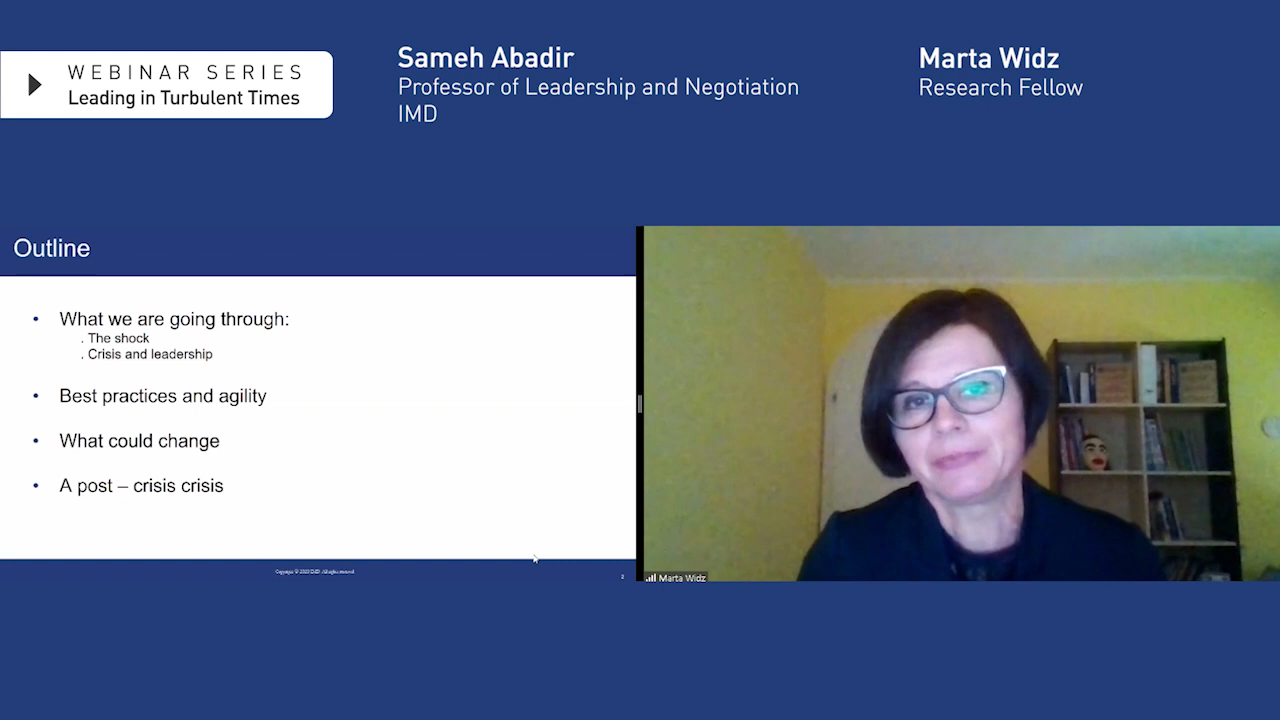 WEBINAR SERIES
Leading in Turbulent Times
Sameh Abadir
Professor of Leadership and Negotiation
IMD
Marta Widz
Research Fellow
Outline
• What we are going through:
. The shock
. Crisis and leadership
• Best practices and agility
• What could change
• A post – crisis crisis
2
Marta Widz